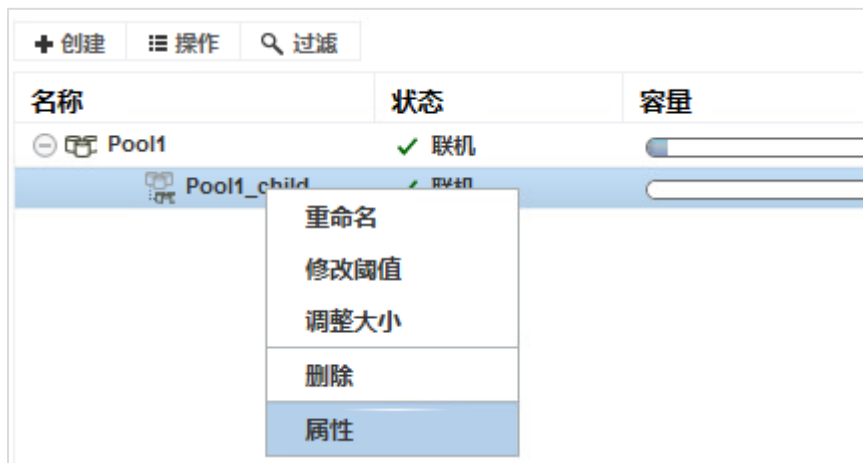 创建 操作 过滤
名称 状态 容量
Pool1 联机
Pool1_child 联机
重命名
修改阈值
调整大小
删除
属性